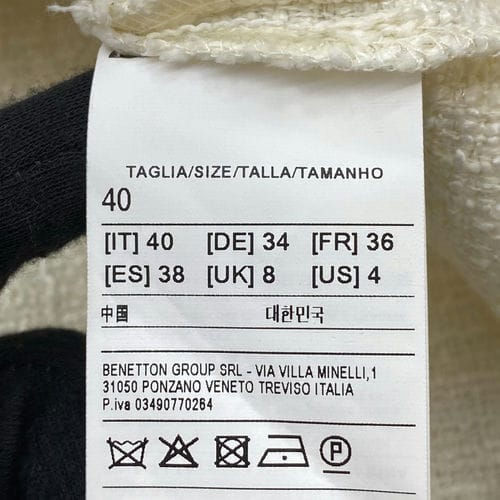 TAGLIA/SIZE/TALLA/TAMANHO
40
[IT] 40 [DE] 34 [FR] 36
[ES] 38 [UK] 8 [US] 4
中国 대한민국
BENETTON GROUP SRL - VIA VILLA MINELLI,1
31050 PONZANO VENETO TREVISO ITALIA
P.iva 03490770264
P